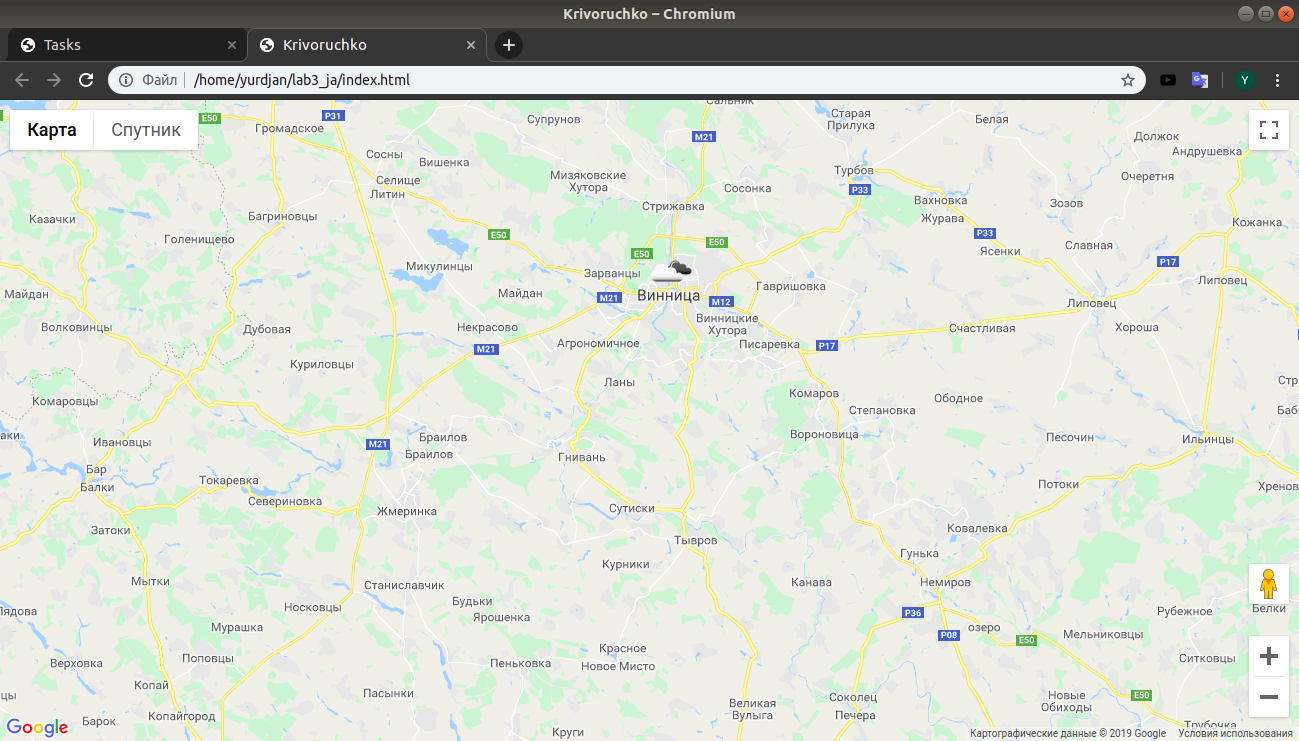 Krivoruchko – Chromium
Tasks
Krivoruchko
Файл
/home/yurdjan/lab3_ja/index.html
Y
Карта
Спутник
E50
P31
Громадское
Супрунов
Сальник
Старая
Прилука
Белая
M21
Должок
Андрушевка
Сосны
Вишенка
Мизяковские
Хутора
Турбов
Очеретня
Селище
Литин
Сосонка
P33
Вахновка
Журава
Зозов
Стрижавка
Казачки
Багриновцы
Кожанка
Голенищево
E50
E50
P33
Славная
Ясенки
E50
P17
Микулинцы
Зарванцы
Липовец
Майдан
Майдан
M21
Винница
M12
Гавришовка
Липовец
Волковинцы
Дубовая
Некрасово
Винницкие
Хутора
Счастливая
Хороша
Агрономичное
Писаревка
P17
M21
Куриловцы
Ланы
Стр
Комаровцы
Комаров
Ободное
Степановка
Баб
аки
Ивановцы
M21
Браилов
Браилов
Вороновица
Песочин
Ильинцы
Гнивань
Бар
Балки
Токаревка
Севериновка
Потоки
Хренов
Жмеринка
Сутиски
Затоки
Тывров
Ковалевка
Гунька
Курники
Мытки
Станиславчик
Канава
Немиров
Будьки
Ярошенка
Носковцы
Лядова
P36
Рубежное
Белки
Мурашка
P08
озеро
E50
Мельниковцы
Красное
Новое Мисто
Верховка
Поповцы
Пеньковка
Ситковцы
Копай
Пасынки
Соколец
Печера
Новые
Обиходы
E50
цы
Великая
Вулыга
Барок
Копайгород
Круги
Трубочка
Google
Картографические данные © 2019 Google
Условия использования